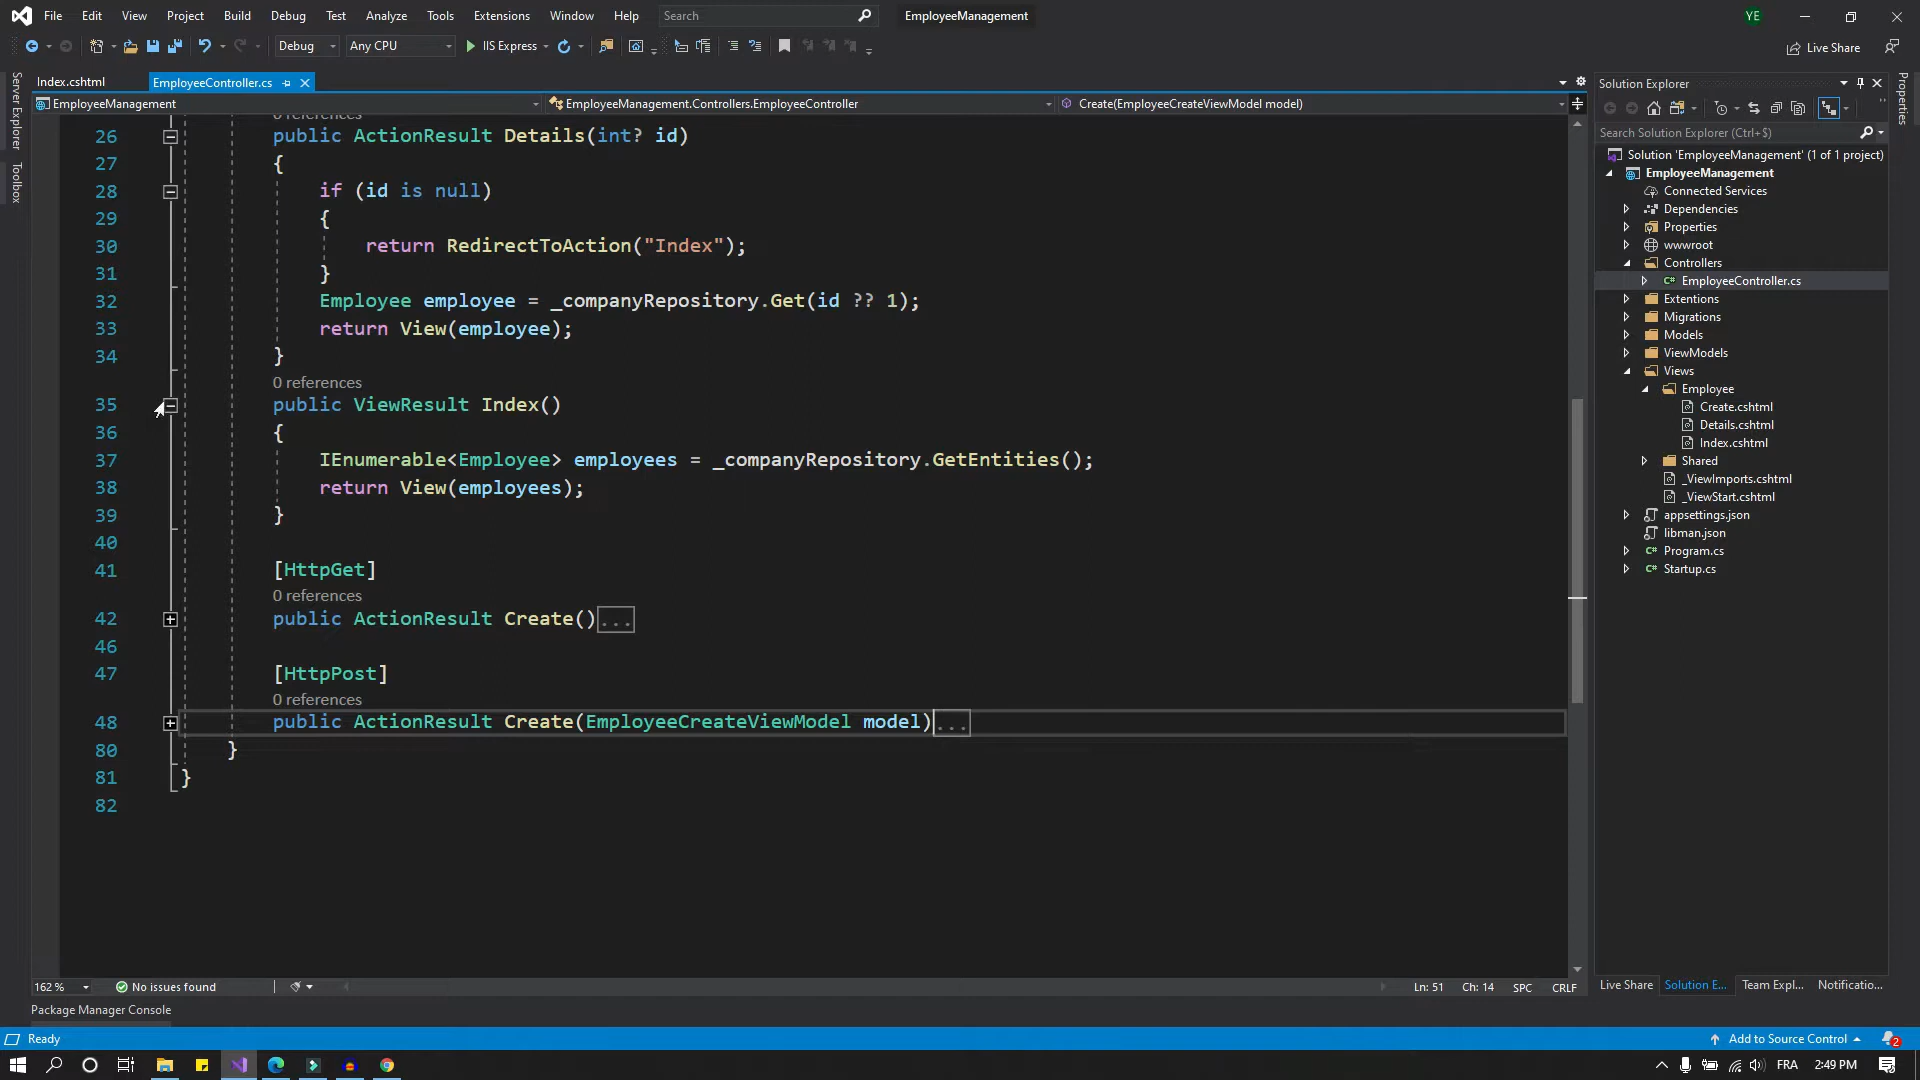 File Edit View Project Build Debug Test Analyze Tools Extensions Window Help Search EmployeeManagement YE
Debug Any CPU IIS Express Live Share
Server Explorer
Toolbox
Index.cshtml EmployeeController.cs
EmployeeManagement EmployeeManagement.Controllers.EmployeeController Create(EmployeeCreateViewModel model)
0 references
26 public ActionResult Details(int? id)
27 {
28 if (id is null)
29 {
30 return RedirectToAction("Index");
31 }
32 Employee employee = _companyRepository.Get(id ?? 1);
33 return View(employee);
34 }
0 references
35 public ViewResult Index()
36 {
37 IEnumerable<Employee> employees = _companyRepository.GetEntities();
38 return View(employees);
39 }
40
41 [HttpGet]
0 references
42 public ActionResult Create()...
46
47 [HttpPost]
0 references
48 public ActionResult Create(EmployeeCreateViewModel model)...
80 }
81 }
82
162 % No issues found Ln: 51 Ch: 14 SPC CRLF
Package Manager Console
Solution Explorer
Search Solution Explorer (Ctrl+$)
Solution 'EmployeeManagement' (1 of 1 project)
EmployeeManagement
Connected Services
Dependencies
Properties
wwwroot
Controllers
EmployeeController.cs
Extentions
Migrations
Models
ViewModels
Views
Employee
Create.cshtml
Details.cshtml
Index.cshtml
Shared
_ViewImports.cshtml
_ViewStart.cshtml
appsettings.json
libman.json
Program.cs
Startup.cs
Live Share Solution E... Team Expl... Notificatio...
Properties
Ready Add to Source Control 2
FRA 2:49 PM